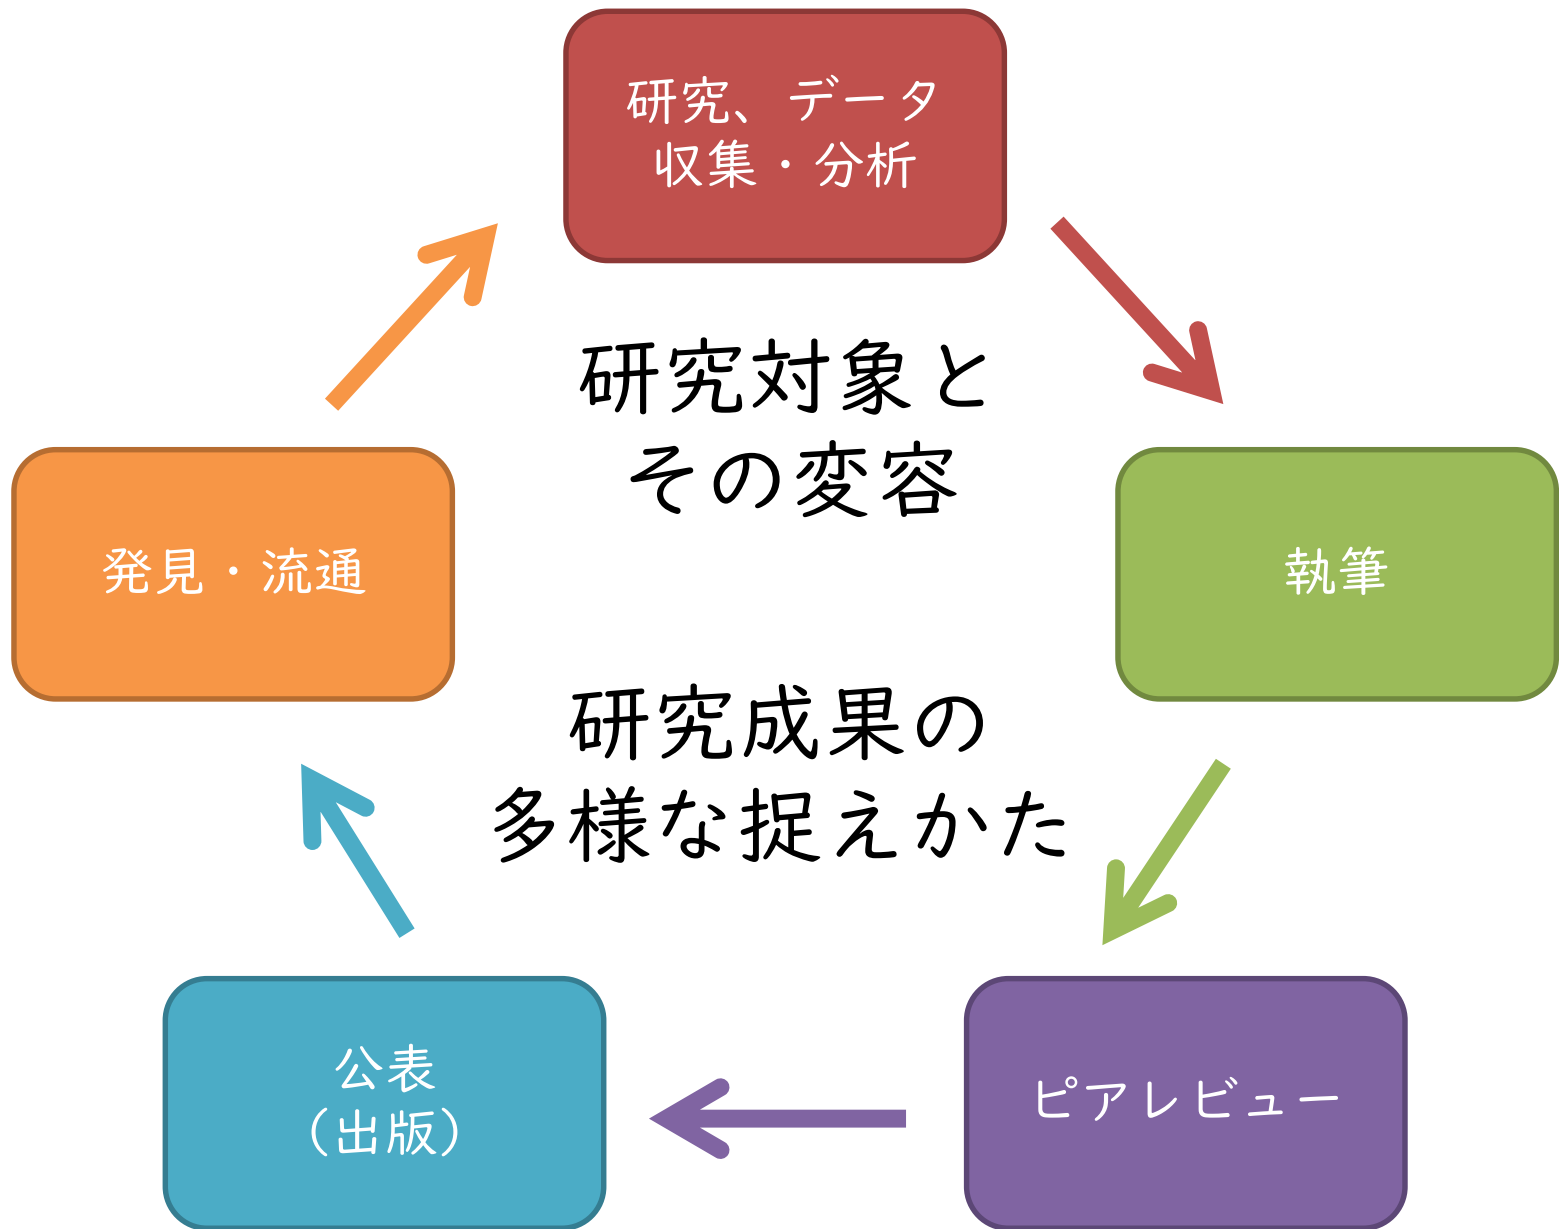 研究、データ
収集・分析
研究対象と
その変容
発見・流通
執筆
研究成果の
多様な捉えかた
公表
（出版）
ピアレビュー